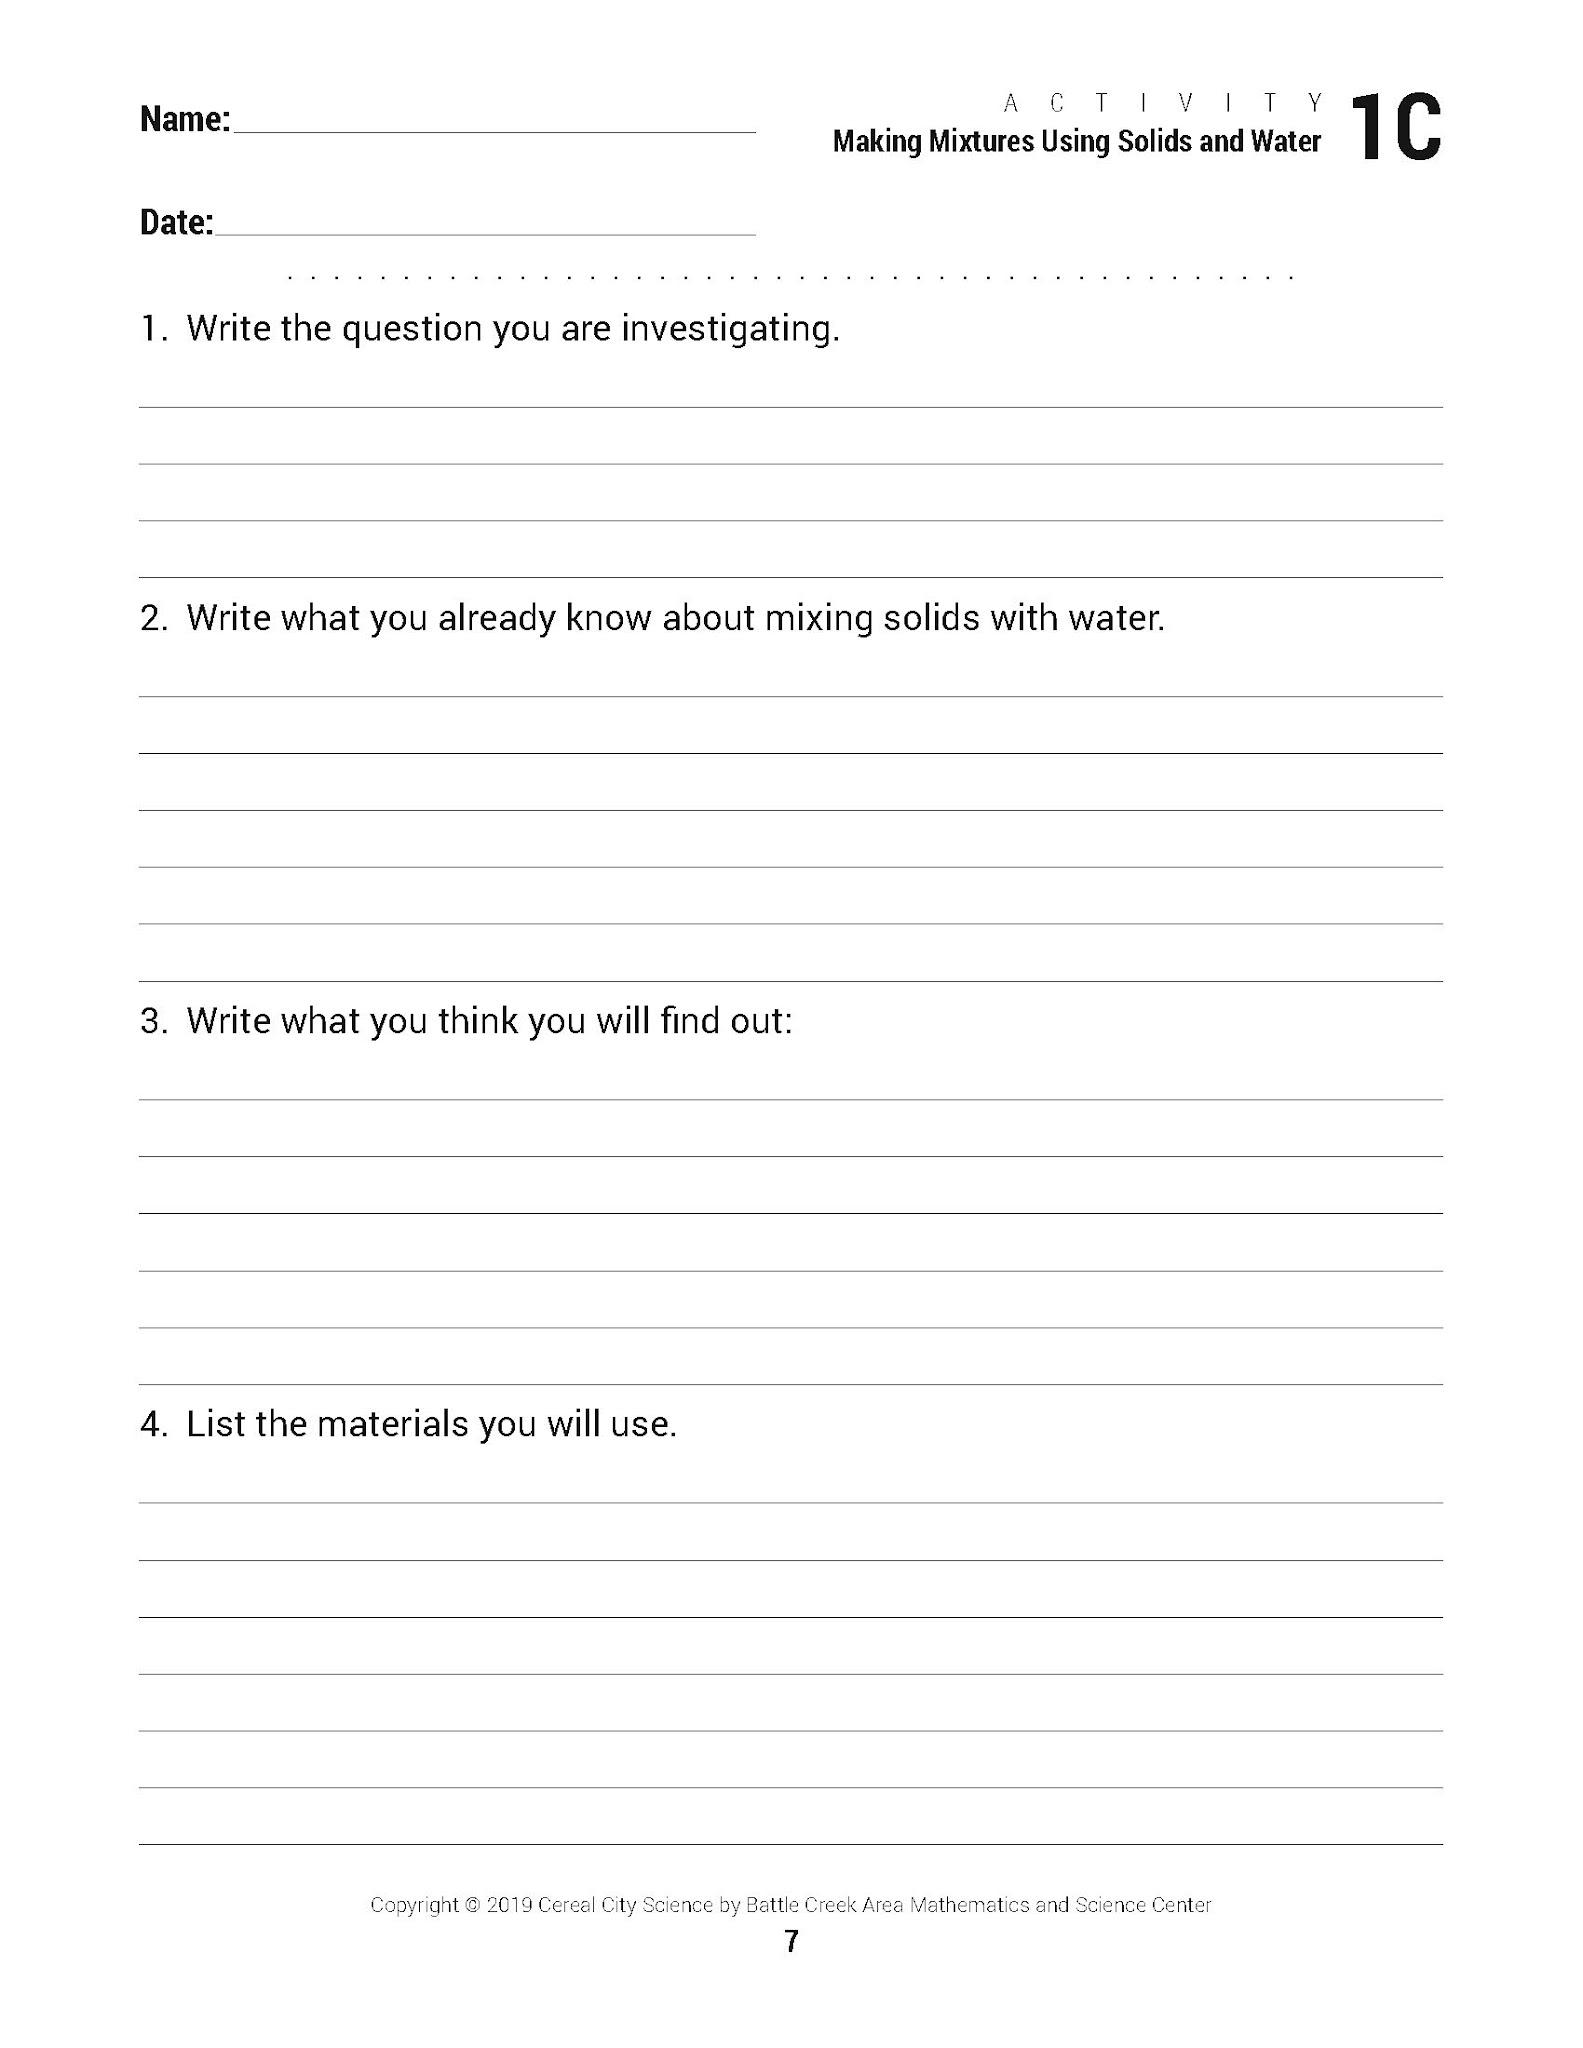 Name:
ACTIVITY
Making Mixtures Using Solids and Water
1C
Date:
1. Write the question you are investigating.
2. Write what you already know about mixing solids with water.
3. Write what you think you will find out:
4. List the materials you will use.
Copyright © 2019 Cereal City Science by Battle Creek Area Mathematics and Science Center
7